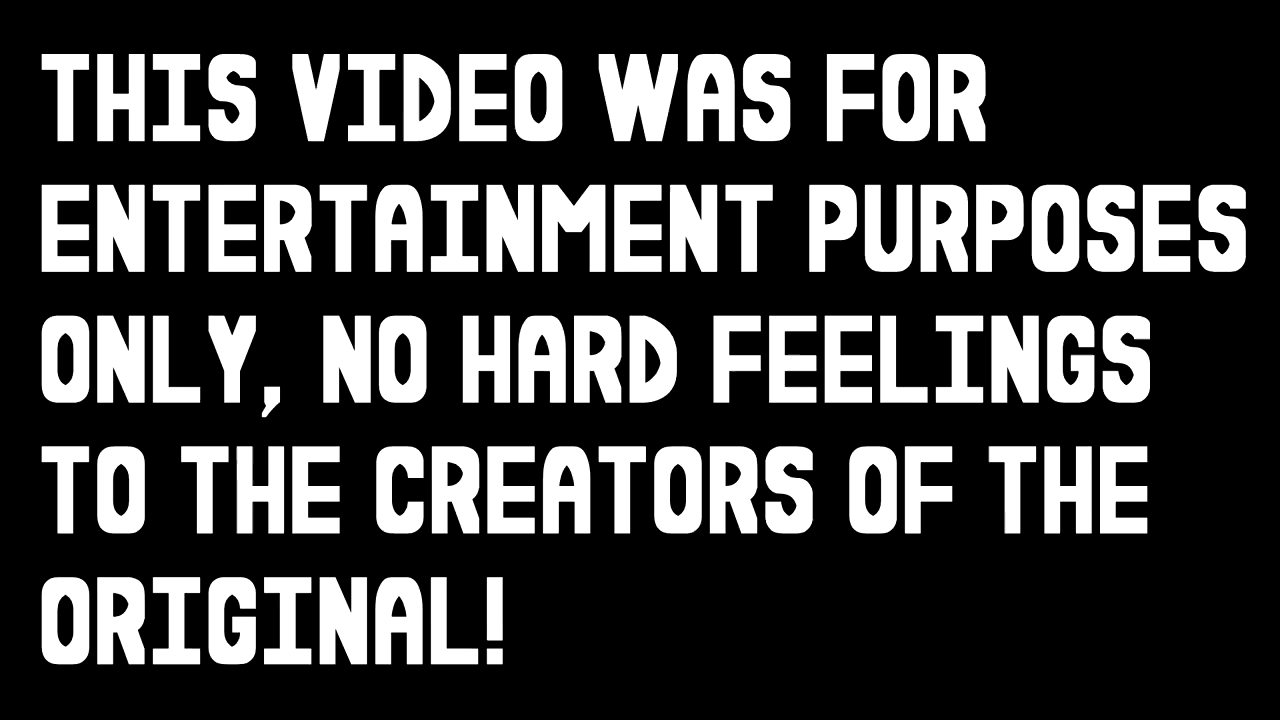 THIS VIDEO WAS FOR
ENTERTAINMENT PURPOSES
ONLY, NO HARD FEELINGS
TO THE CREATORS OF THE
ORIGINAL!